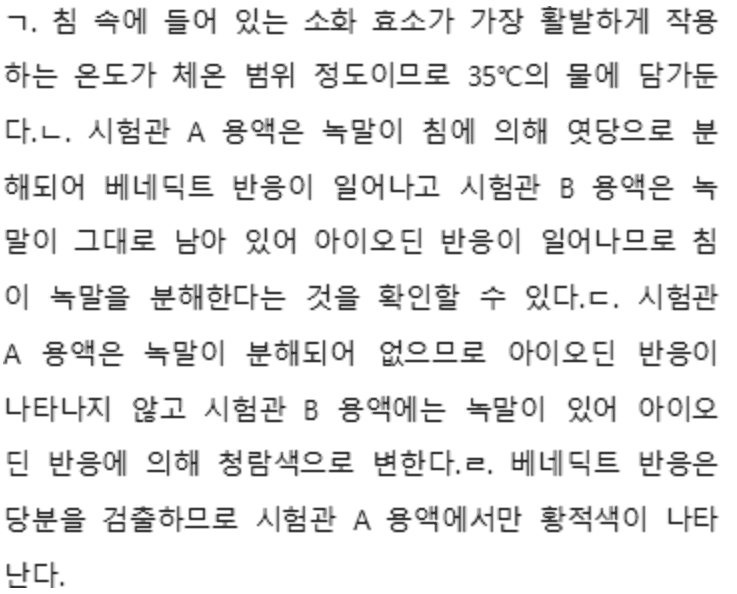 ㄱ. 침 속에 들어 있는 소화 효소가 가장 활발하게 작용
하는 온도가 체온 범위 정도이므로 35℃의 물에 담가둔
다.ㄴ. 시험관 A 용액은 녹말이 침에 의해 엿당으로 분
해되어 베네딕트 반응이 일어나고 시험관 B 용액은 녹
말이 그대로 남아 있어 아이오딘 반응이 일어나므로 침
이 녹말을 분해한다는 것을 확인할 수 있다.ㄷ. 시험관
A 용액은 녹말이 분해되어 없으므로 아이오딘 반응이
나타나지 않고 시험관 B 용액에는 녹말이 있어 아이오
딘 반응에 의해 청람색으로 변한다.ㄹ. 베네딕트 반응은
당분을 검출하므로 시험관 A 용액에서만 황적색이 나타
난다.